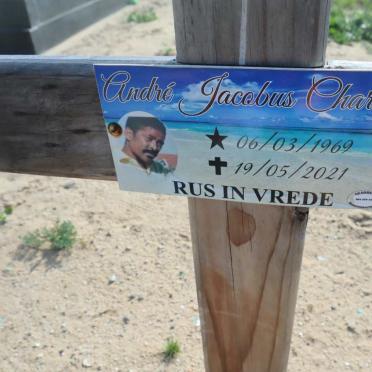 André Jacobus
06/03/1969
19/05/2021
RUS IN VREDE